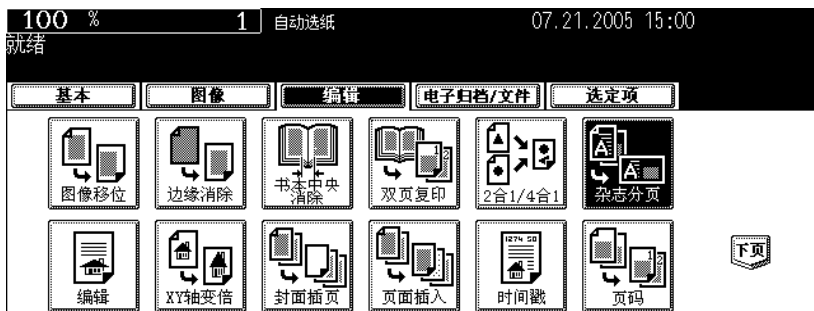 100 % 1 自动选纸 07.21.2005 15:00
就绪
基本 图像 编辑 电子归档/文件 选定项
图像移位 边缘消除 书本中央消除 双页复印 2合1/4合1 杂志分页
编辑 XY轴变倍 封面插页 页面插入 时间戳 页码 下页